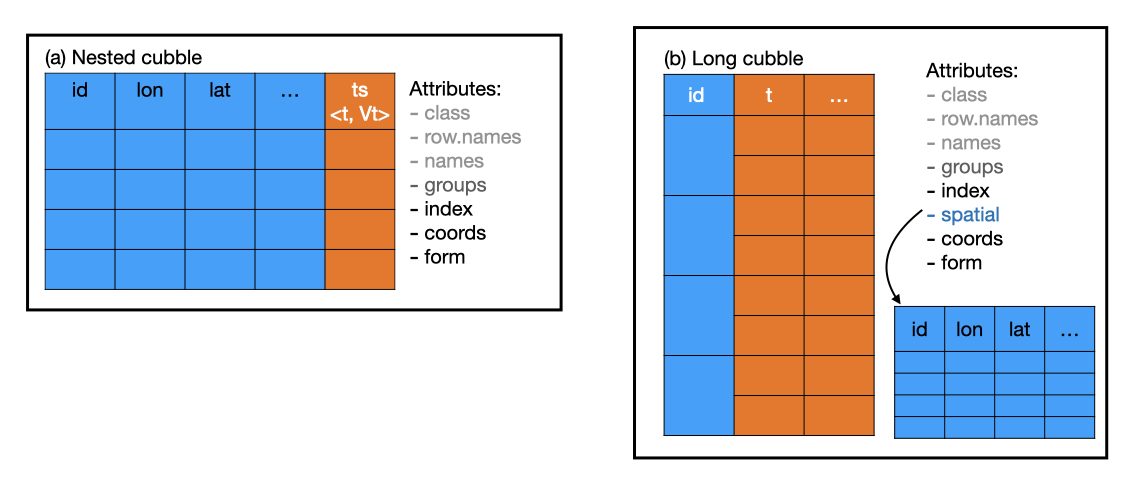 (a) Nested cubble
id lon lat … ts
<t, Vt>
Attributes:
- class
- row.names
- names
- groups
- index
- coords
- form
(b) Long cubble
id t …
Attributes:
- class
- row.names
- names
- groups
- index
- spatial
- coords
- form
id lon lat …